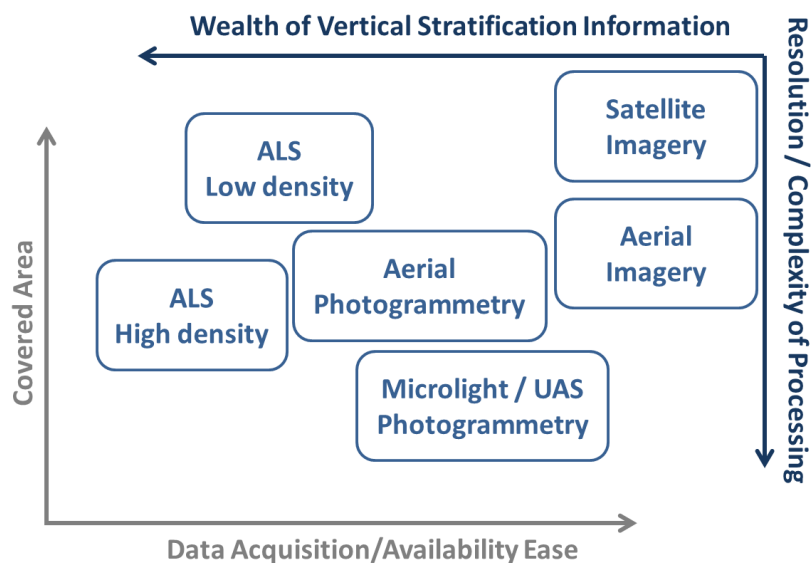 Wealth of Vertical Stratification Information
Resolution / Complexity of Processing
Satellite
Imagery
ALS
Low density
Aerial
Imagery
Aerial
Photogrammetry
ALS
High density
Microlight / UAS
Photogrammetry
Covered Area
Data Acquisition/Availability Ease